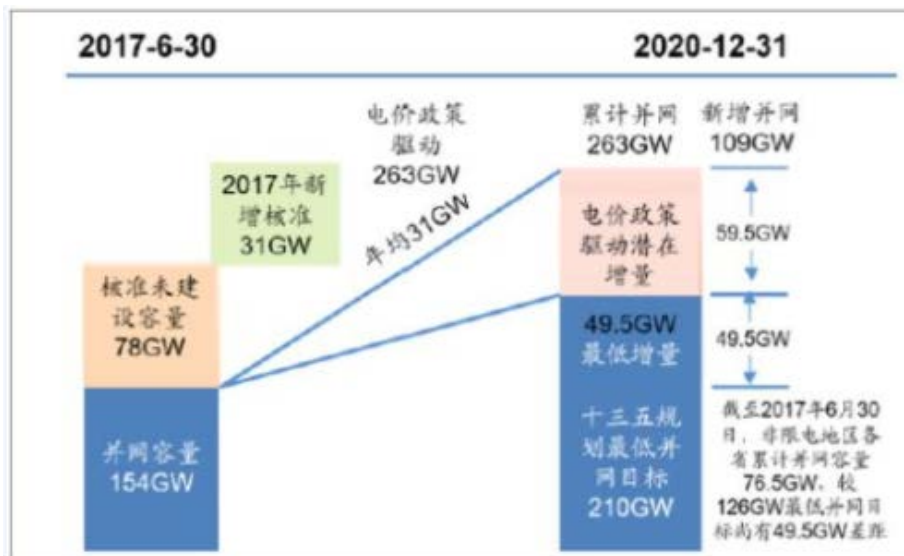 2017-6-30
2020-12-31
电价政策
驱动
263GW
累计并网
263GW
新增并网
109GW
2017年新
增核准
31GW
年均31GW
核准未建
设容量
78GW
并网容量
154GW
电价政策
驱动潜在
增量
49.5GW
最低增量
十三五规
划最低并
网目标
210GW
59.5GW
49.5GW
截至2017年6月30
日，非限电地区各
省累计并网容量
76.5GW，较
126GW最低并网目
标尚有49.5GW差距